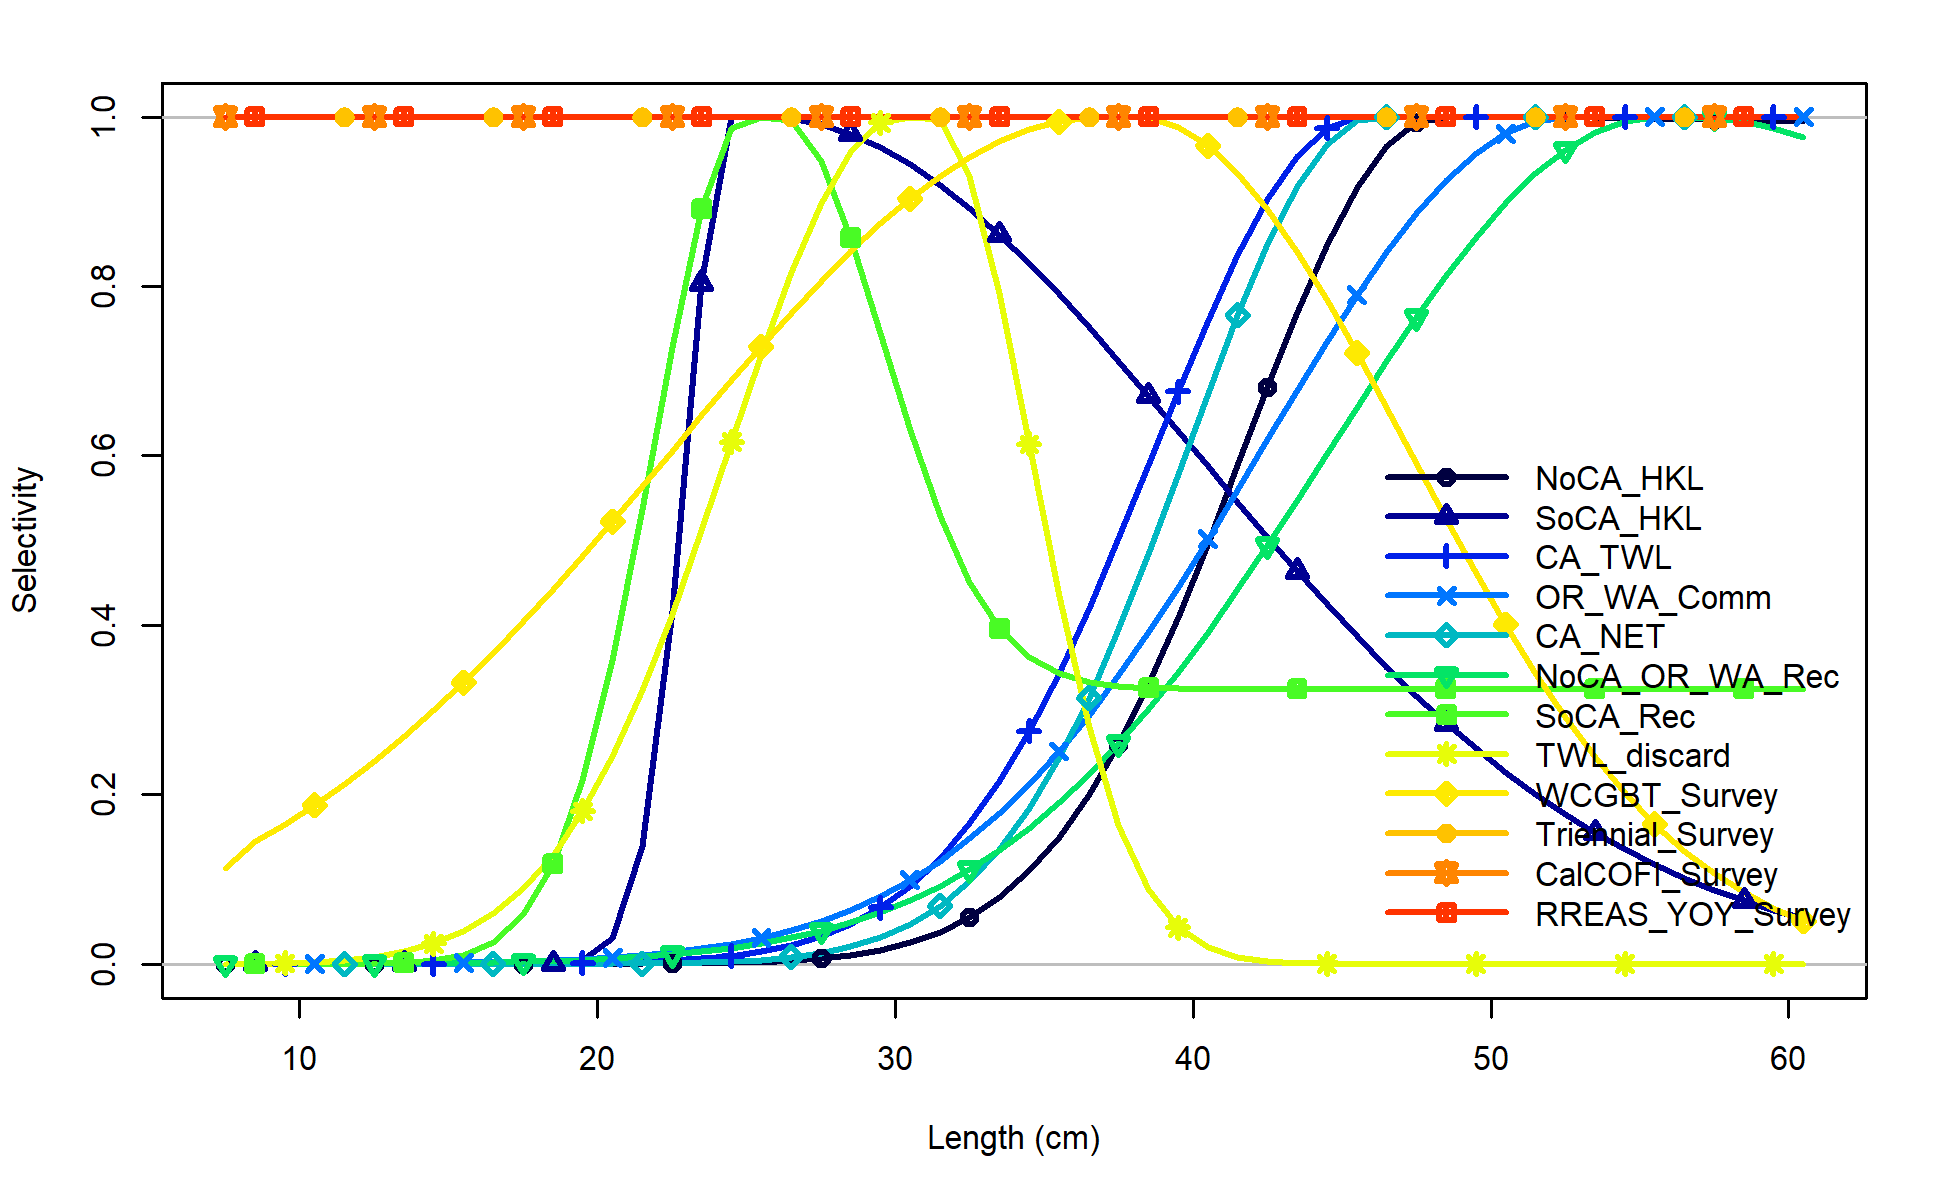 1.0
0.8
0.6
0.4
0.2
0.0
Selectivity
10 20 30 40 50 60
Length (cm)
NoCA_HKL
SoCA_HKL
CA_TWL
OR_WA_Comm
CA_NET
NoCA_OR_WA_Rec
SoCA_Rec
TWL_discard
WCGBT_Survey
Triennial_Survey
CalCOFI_Survey
RREAS_YOY_Survey